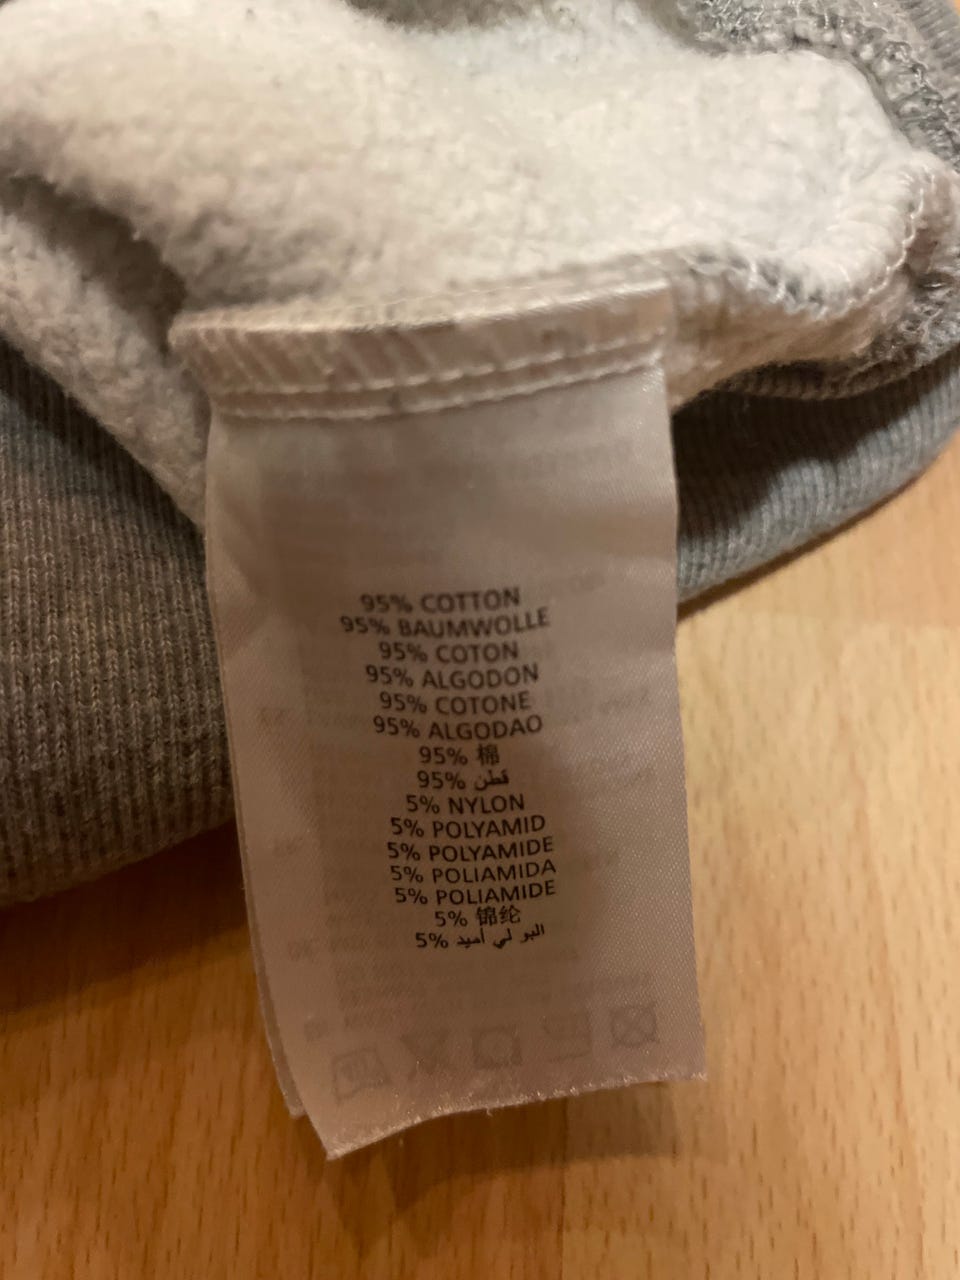 95% COTTON
95% BAUMWOLLE
95% COTON
95% ALGODON
95% COTONE
95% ALGODAO
95% 棉
95% قطن
5% NYLON
5% POLYAMID
5% POLYAMIDE
5% POLIAMIDA
5% POLIAMIDE
5% 锦纶
5% البو لي أميد